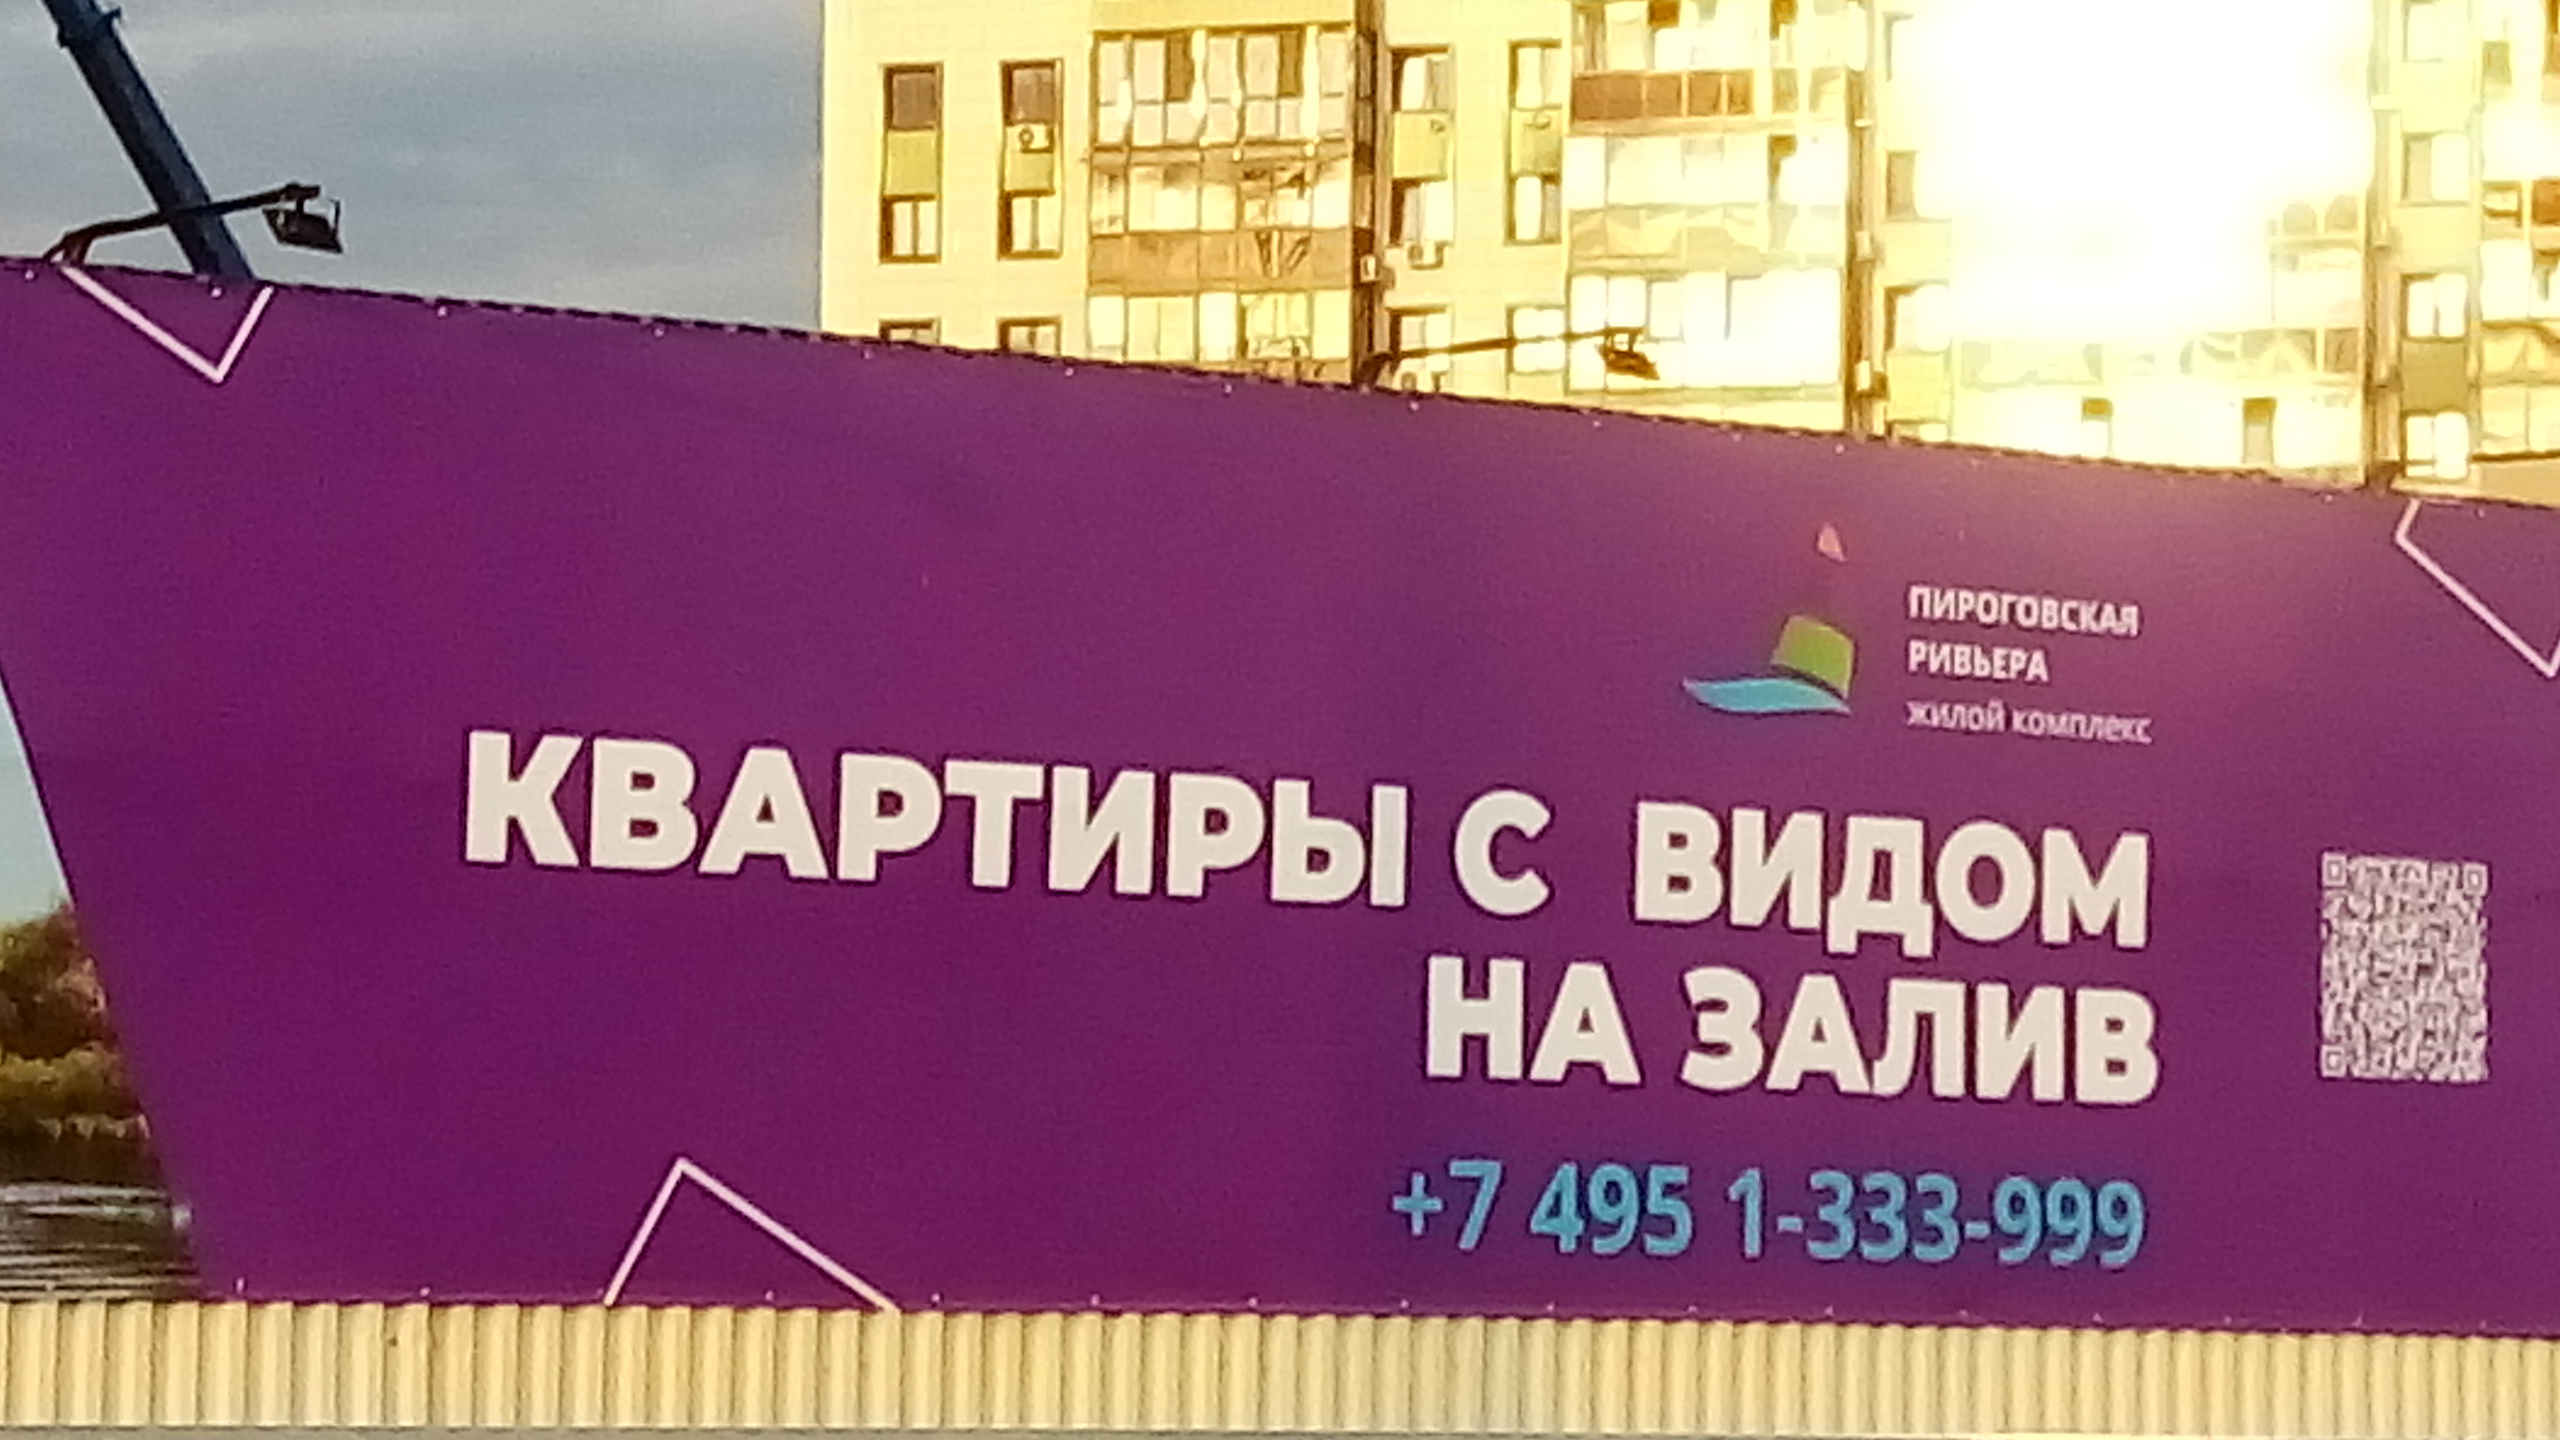 ПИРОГОВСКАЯ
РИВЬЕРА
ЖИЛОЙ КОМПЛЕКС
КВАРТИРЫ С ВИДОМ
НА ЗАЛИВ
+7 495 1-333-999